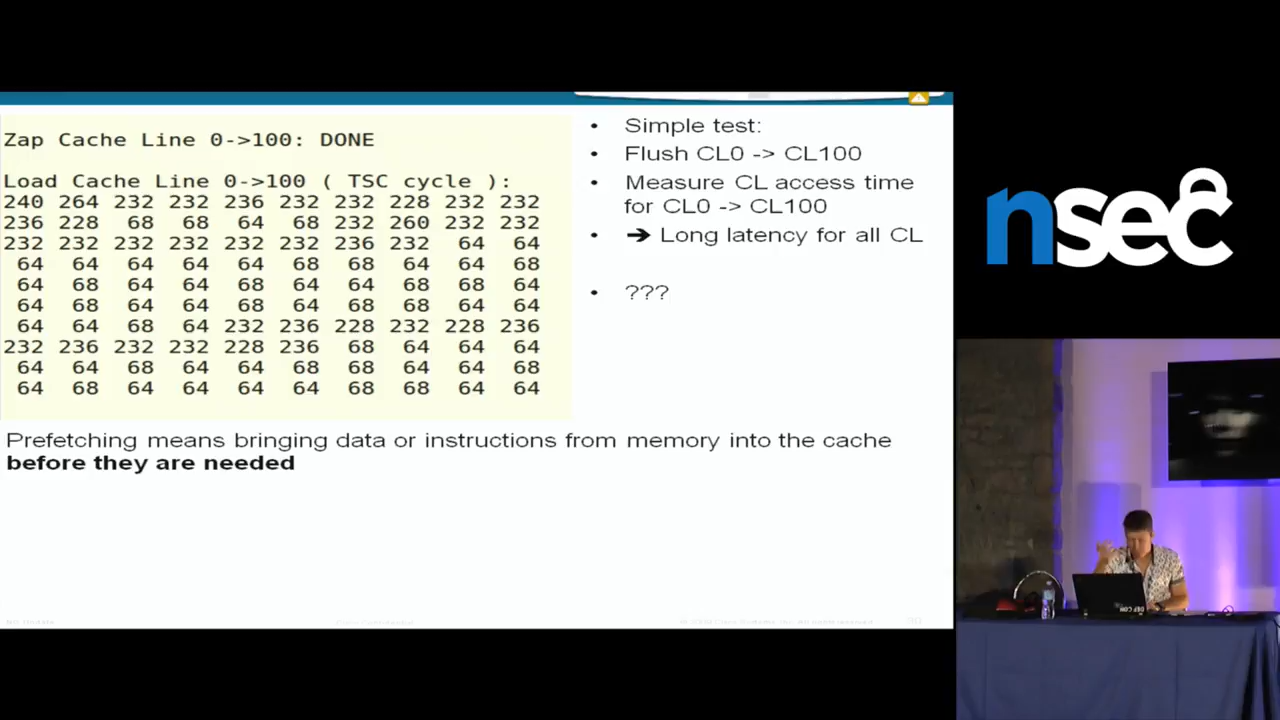 Zap Cache Line 0->100: DONE
Load Cache Line 0->100 ( TSC cycle ):
240 264 232 232 236 232 232 228 232 232
236 228 68 68 64 68 232 260 232 232
232 232 232 232 232 232 236 232 64 64
64 64 64 64 64 68 68 64 64 68
64 68 64 64 68 64 64 68 68 64
64 68 64 64 68 64 68 68 64 64
64 64 68 64 232 236 228 232 228 236
232 236 232 232 228 236 68 64 64 64
64 64 68 64 64 68 68 64 64 68
64 68 64 64 64 64 68 68 64 64
• Simple test:
• Flush CL0 -> CL100
• Measure CL access time
for CL0 -> CL100
• ➔ Long latency for all CL
• ???
Prefetching means bringing data or instructions from memory into the cache
before they are needed
nsec
DEFCON